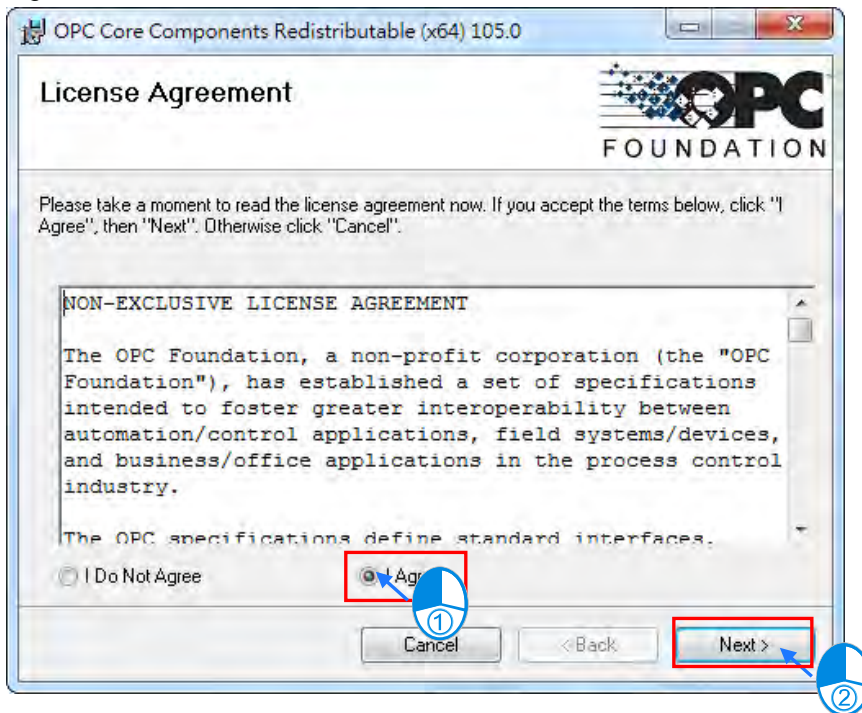 OPC Core Components Redistributable (x64) 105.0
License Agreement
OPC
FOUNDATION
Please take a moment to read the license agreement now. If you accept the terms below, click "I
Agree", then "Next". Otherwise click "Cancel".
NON-EXCLUSIVE LICENSE AGREEMENT
The OPC Foundation, a non-profit corporation (the "OPC
Foundation"), has established a set of specifications
intended to foster greater interoperability between
automation/control applications, field systems/devices,
and business/office applications in the process control
industry.
The OPC specifications define standard interfaces,
I Do Not Agree
I Agr
①
Cancel
< Back
Next >
②